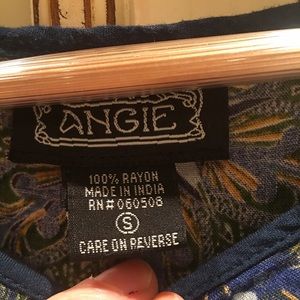 ANGIE
100% RAYON
MADE IN INDIA
RN#060508
S
CARE ON REVERSE